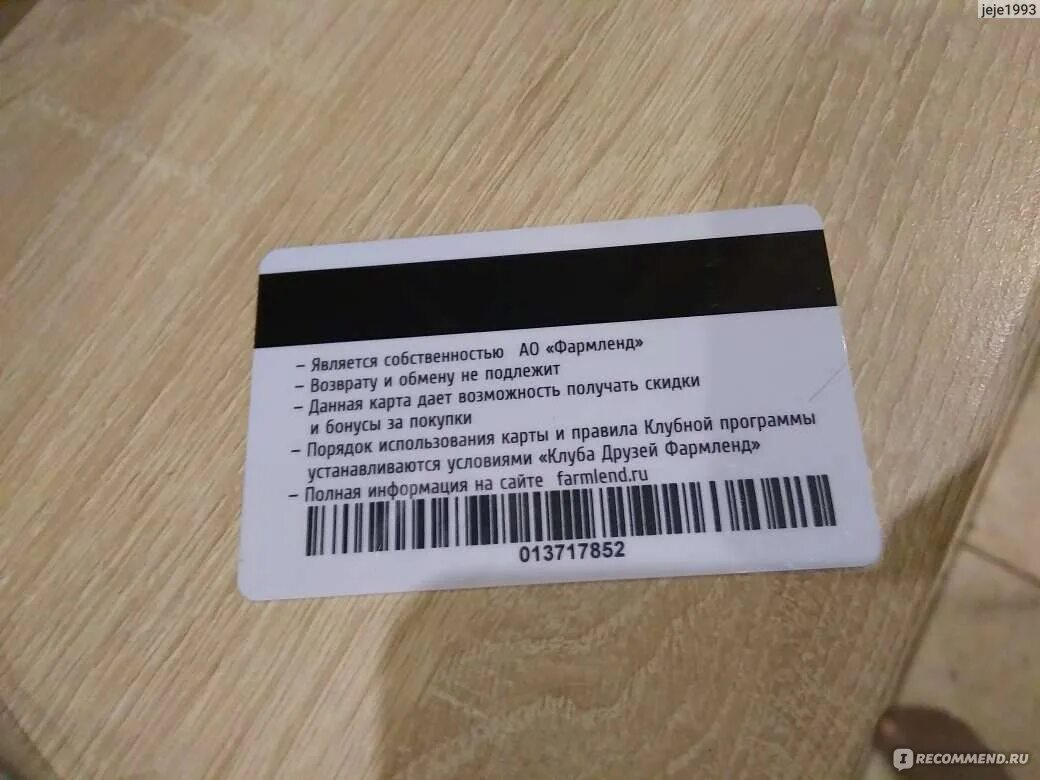 jeje1993
– Является собственностью АО «Фармленд»
– Возврату и обмену не подлежит
– Данная карта дает возможность получать скидки
и бонусы за покупки
– Порядок использования карты и правила Клубной программы
устанавливаются условиями «Клуба Друзей Фармленд»
– Полная информация на сайте farmlend.ru
013717852
IRECOMMEND.RU